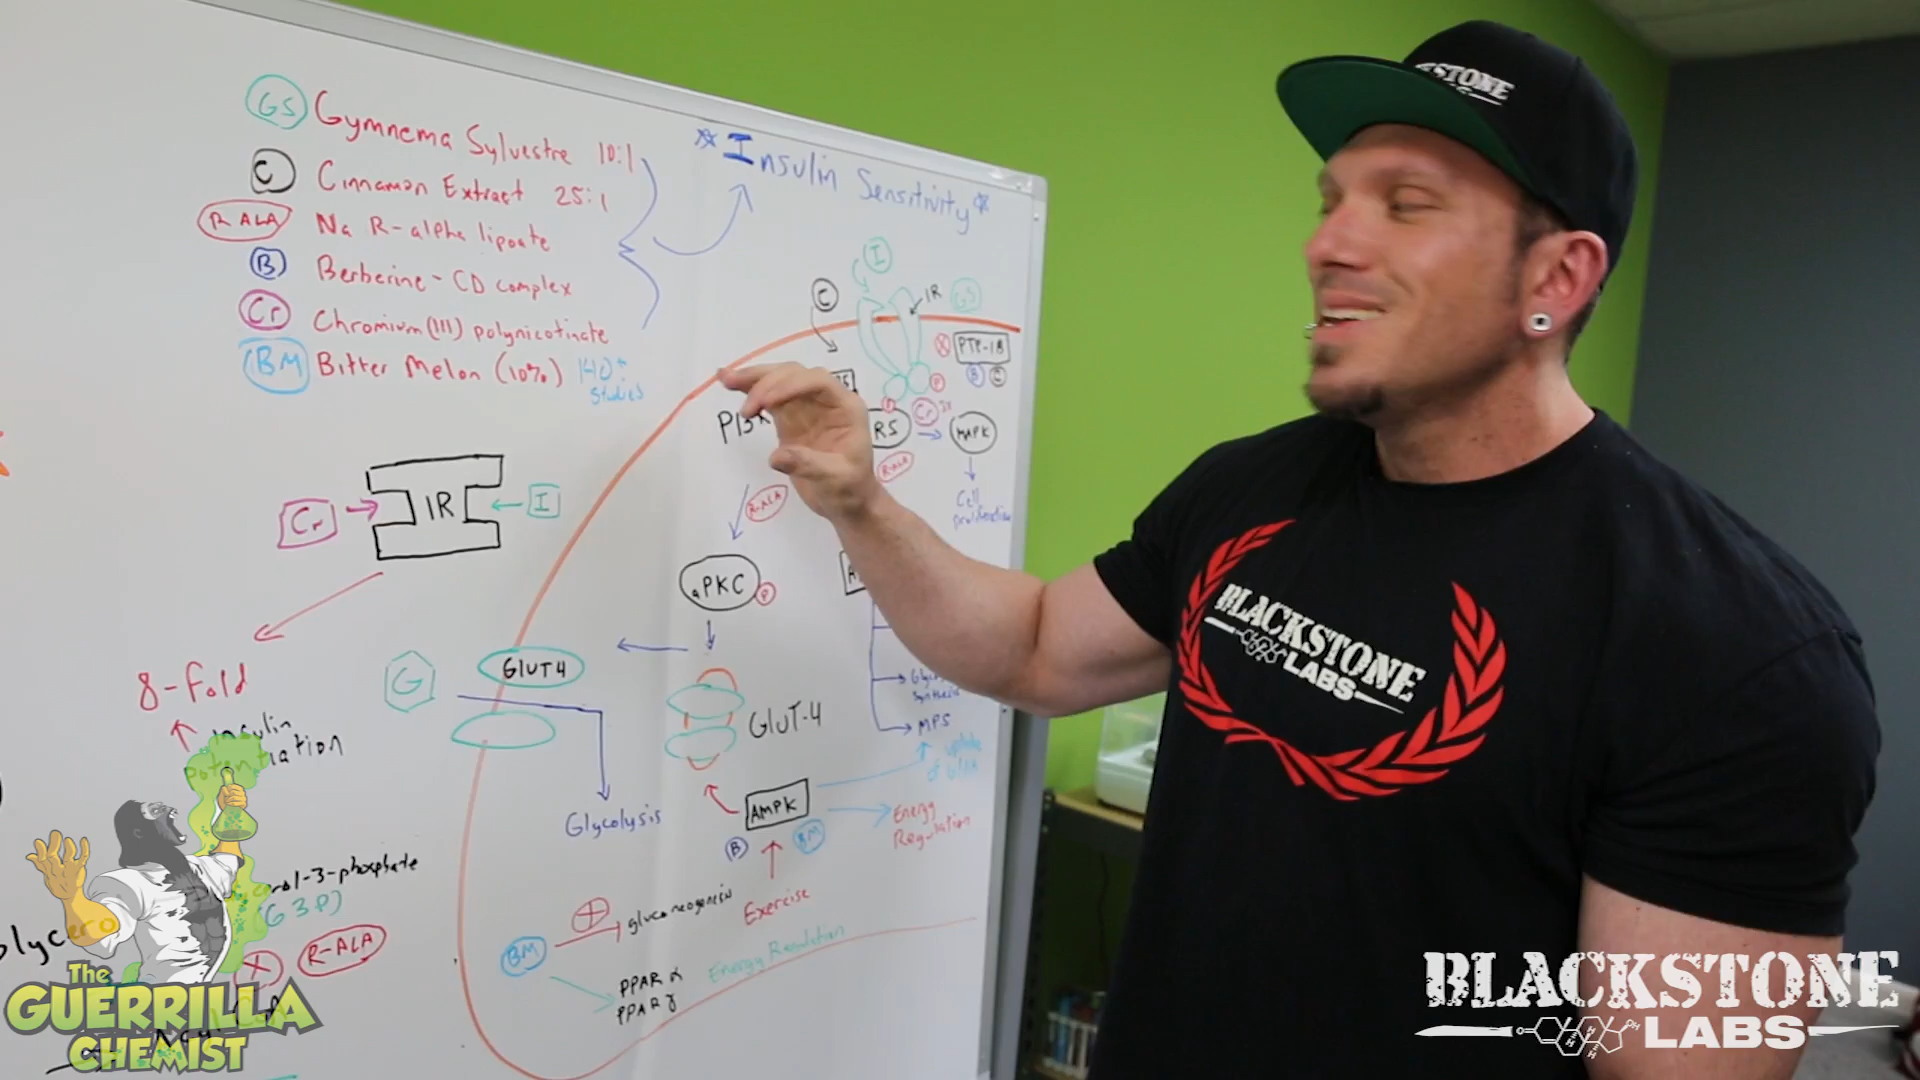 GS Gymnema Sylvestre 10:1
C Cinnamon Extract 25:1
R ALA Na R-alpha lipoate
B Berberine - CD complex
Cr Chromium (III) polynicotinate
BM Bitter Melon (10%) 140+
studies
Insulin Sensitivity
I
C
IR GS
PTP-1B
B C
P
P
PI3K
Cr
RS
MAPK
R-ALA
R-ALA
Cell
proliferation
Cr
IR
I
aPKC
P
8-fold
insulin
potentiation
G
GLUT4
GLUT-4
MPS
uptake
of
Glycolysis
AMPK
B
BM
Energy
Regulation
Exercise
BM
gluconeogenesis
PPAR α
PPAR γ
Energy Regulation
-3-phosphate
(G3P)
R-ALA
The
GUERRILLA
CHEMIST
BLACKSTONE
LABS
BLACKSTONE
LABS